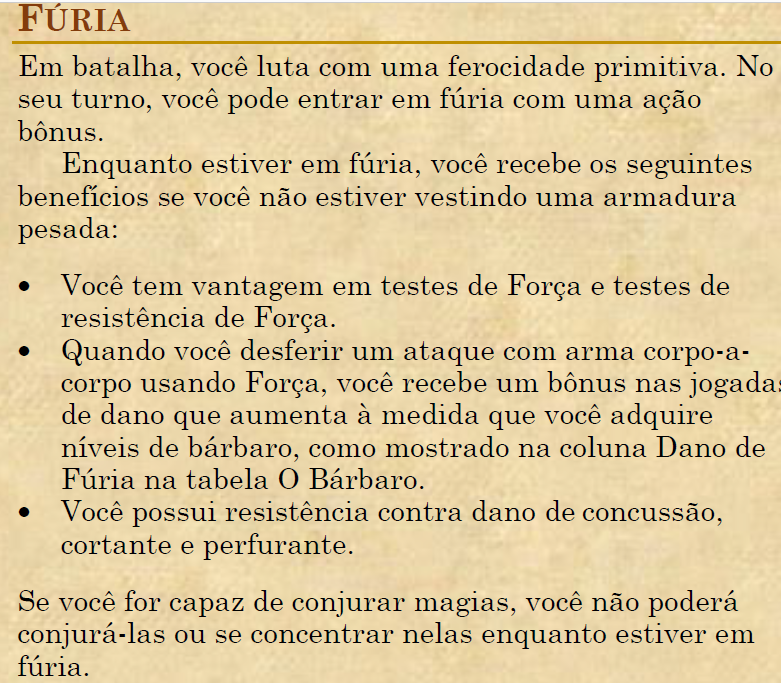 FÚRIA
Em batalha, você luta com uma ferocidade primitiva. No
seu turno, você pode entrar em fúria com uma ação
bônus.
Enquanto estiver em fúria, você recebe os seguintes
benefícios se você não estiver vestindo uma armadura
pesada:
• Você tem vantagem em testes de Força e testes de
resistência de Força.
• Quando você desferir um ataque com arma corpo-a-
corpo usando Força, você recebe um bônus nas jogadas
de dano que aumenta à medida que você adquire
níveis de bárbaro, como mostrado na coluna Dano de
Fúria na tabela O Bárbaro.
• Você possui resistência contra dano de concussão,
cortante e perfurante.
Se você for capaz de conjurar magias, você não poderá
conjurá-las ou se concentrar nelas enquanto estiver em
fúria.